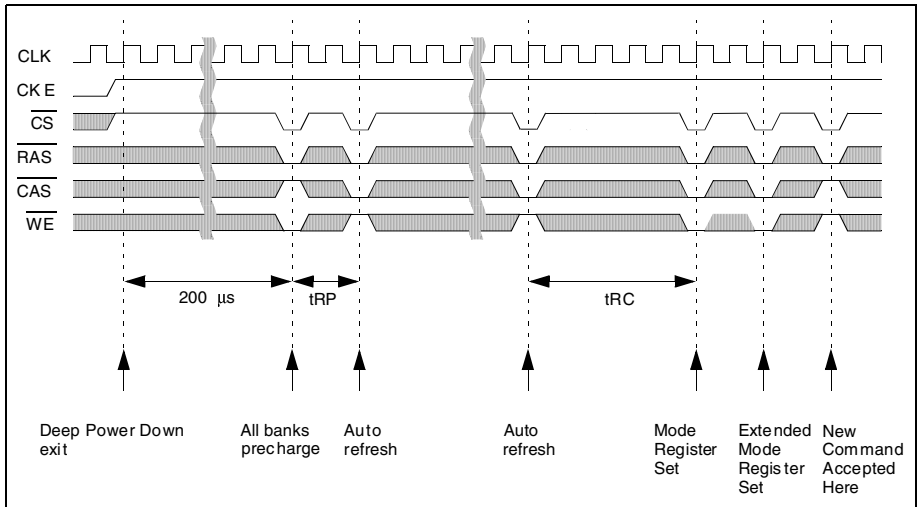 CLK
CKE
CS
RAS
CAS
WE
200 µs
tRP
tRC
Deep Power Down
exit
All banks
precharge
Auto
refresh
Auto
refresh
Mode
Register
Set
Extended
Mode
Register
Set
New
Command
Accepted
Here